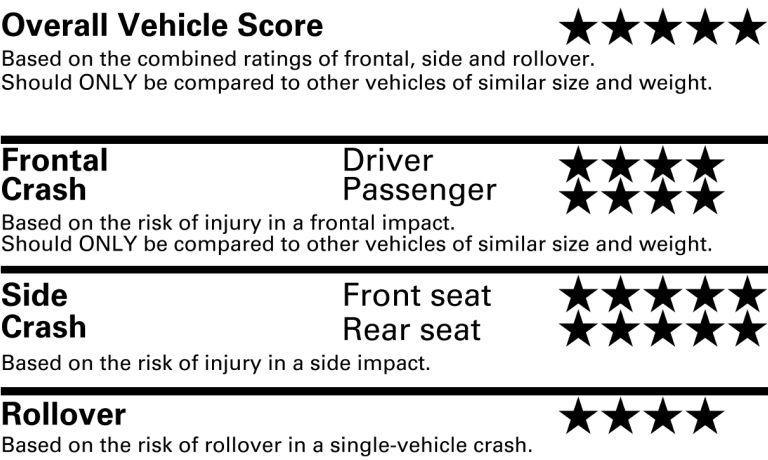 Overall Vehicle Score ★★★★★
Based on the combined ratings of frontal, side and rollover.
Should ONLY be compared to other vehicles of similar size and weight.
Frontal Driver ★★★★
Crash Passenger ★★★★
Based on the risk of injury in a frontal impact.
Should ONLY be compared to other vehicles of similar size and weight.
Side Front seat ★★★★★
Crash Rear seat ★★★★★
Based on the risk of injury in a side impact.
Rollover ★★★★
Based on the risk of rollover in a single-vehicle crash.